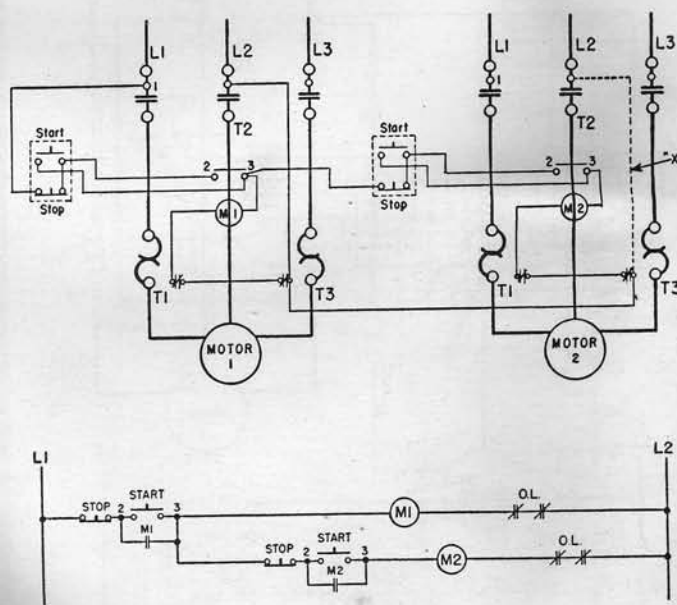 L1 L2 L3
L1 L2 L3
1
1
T2
T2
Start
Start
2 3
2 3
"X
Stop
Stop
M1
M2
T1 T3
T1 T3
MOTOR
1
MOTOR
2
L1 L2
STOP 2 START 3 M1 O.L.
M1
STOP 2 START 3 M2 O.L.
M2